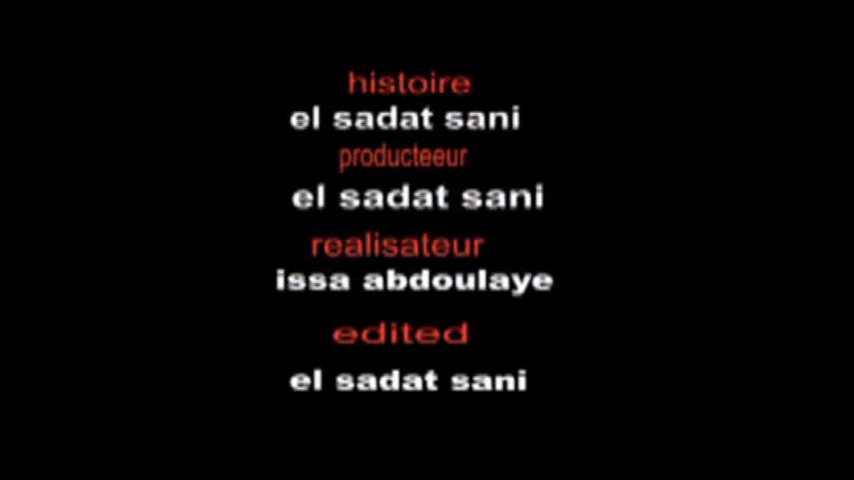 histoire
el sadat sani
producteeur
el sadat sani
realisateur
issa abdoulaye
edited
el sadat sani